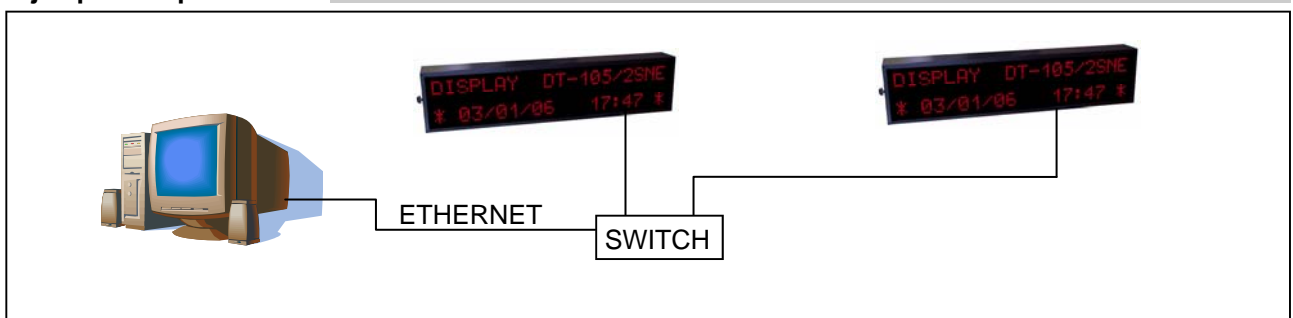 DISPLAY DT-105/2SNE
* 03/01/06 17:47 *
DISPLAY DT-105/2SNE
* 03/01/06 17:47 *
ETHERNET
SWITCH